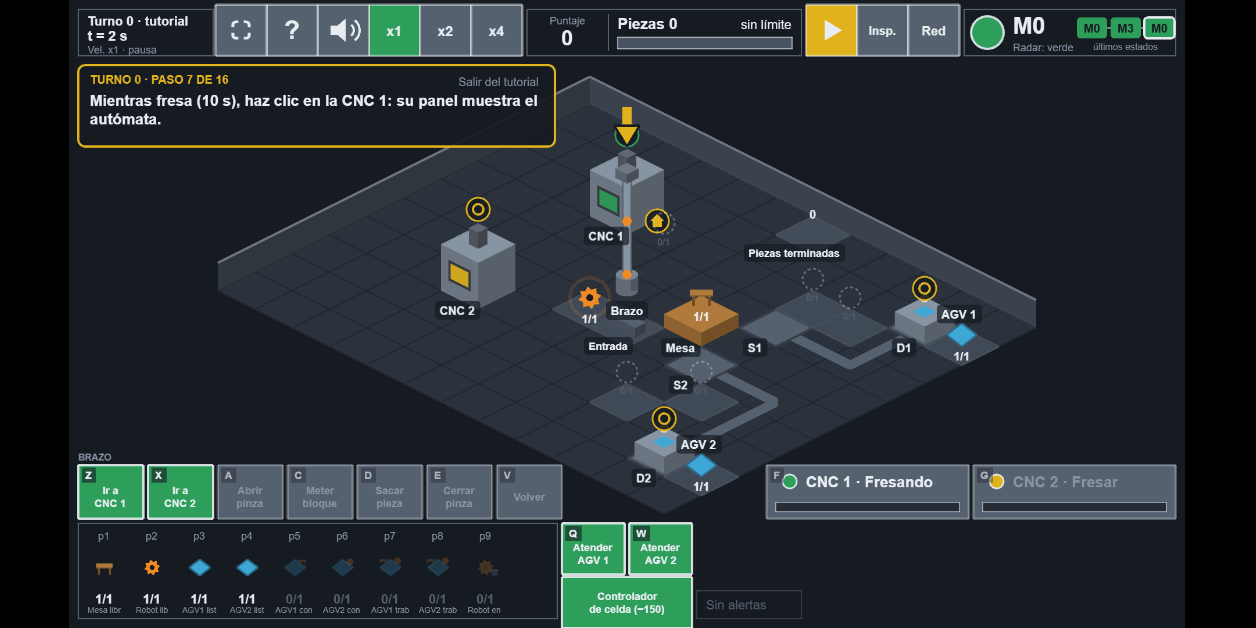 Turno 0 · tutorial
t = 2 s
Vel. x1 · pausa
?
x1
x2
x4
Puntaje
0
Piezas 0
sin límite
Insp.
Red
M0
Radar: verde
M0
M3
M0
últimos estados
TURNO 0 · PASO 7 DE 16
Salir del tutorial
Mientras fresa (10 s), haz clic en la CNC 1: su panel muestra el
autómata.
CNC 1
0/1
0
Piezas terminadas
CNC 2
1/1
Brazo
Entrada
1/1
Mesa
S1
0/1
0/1
AGV 1
D1
1/1
0/1
S2
0/1
AGV 2
D2
1/1
BRAZO
Z
Ir a
CNC 1
X
Ir a
CNC 2
A
Abrir
pinza
C
Meter
bloque
D
Sacar
pieza
E
Cerrar
pinza
V
Volver
F
CNC 1 · Fresando
G
CNC 2 · Fresar
p1
p2
p3
p4
p5
p6
p7
p8
p9
1/1
1/1
1/1
1/1
0/1
0/1
0/1
0/1
0/1
Mesa libr
Robot lib
AGV1 list
AGV2 list
AGV1 con
AGV2 con
AGV1 trab
AGV2 trab
Robot en
Q
Atender
AGV 1
W
Atender
AGV 2
Controlador
de celda (−150)
Sin alertas